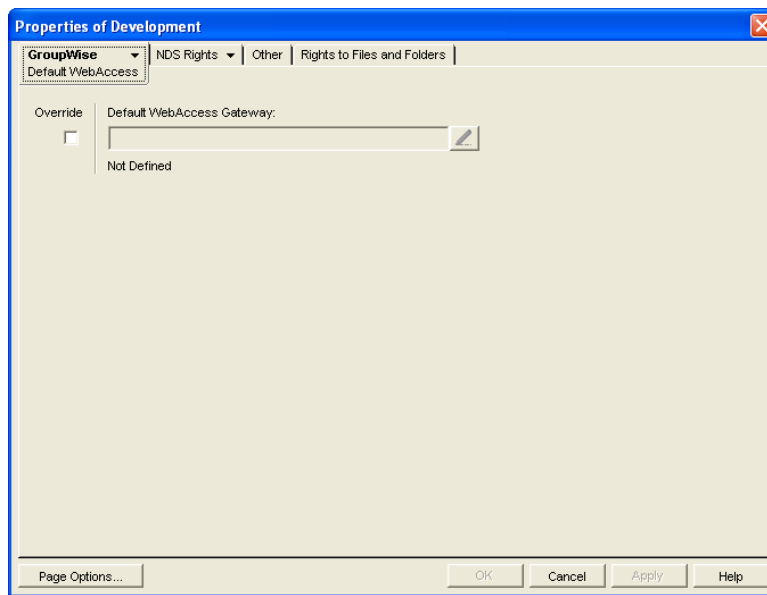 Properties of Development
GroupWise NDS Rights Other Rights to Files and Folders
Default WebAccess
Override Default WebAccess Gateway:
Not Defined
Page Options... OK Cancel Apply Help